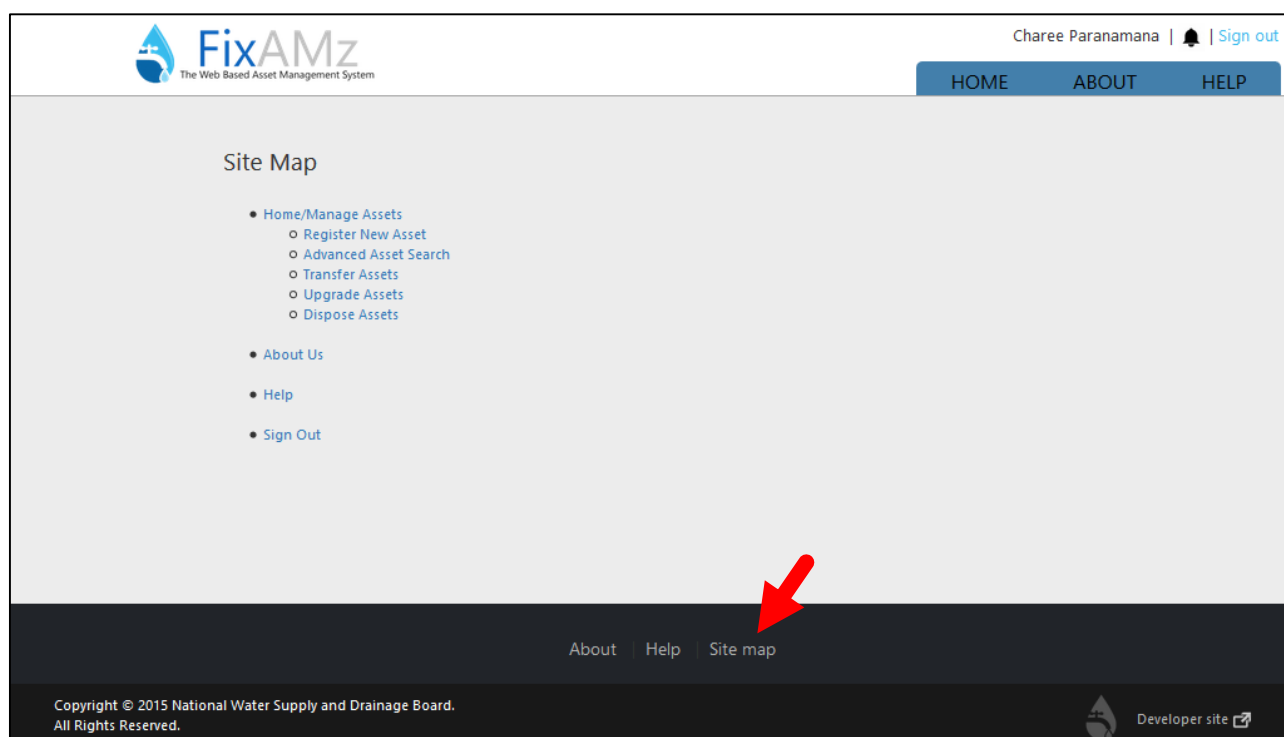 FixAMz
The Web Based Asset Management System
Charee Paranamana | | Sign out
HOME ABOUT HELP
Site Map
Home/Manage Assets
Register New Asset
Advanced Asset Search
Transfer Assets
Upgrade Assets
Dispose Assets
About Us
Help
Sign Out
About | Help | Site map
Copyright © 2015 National Water Supply and Drainage Board.
All Rights Reserved.
Developer site